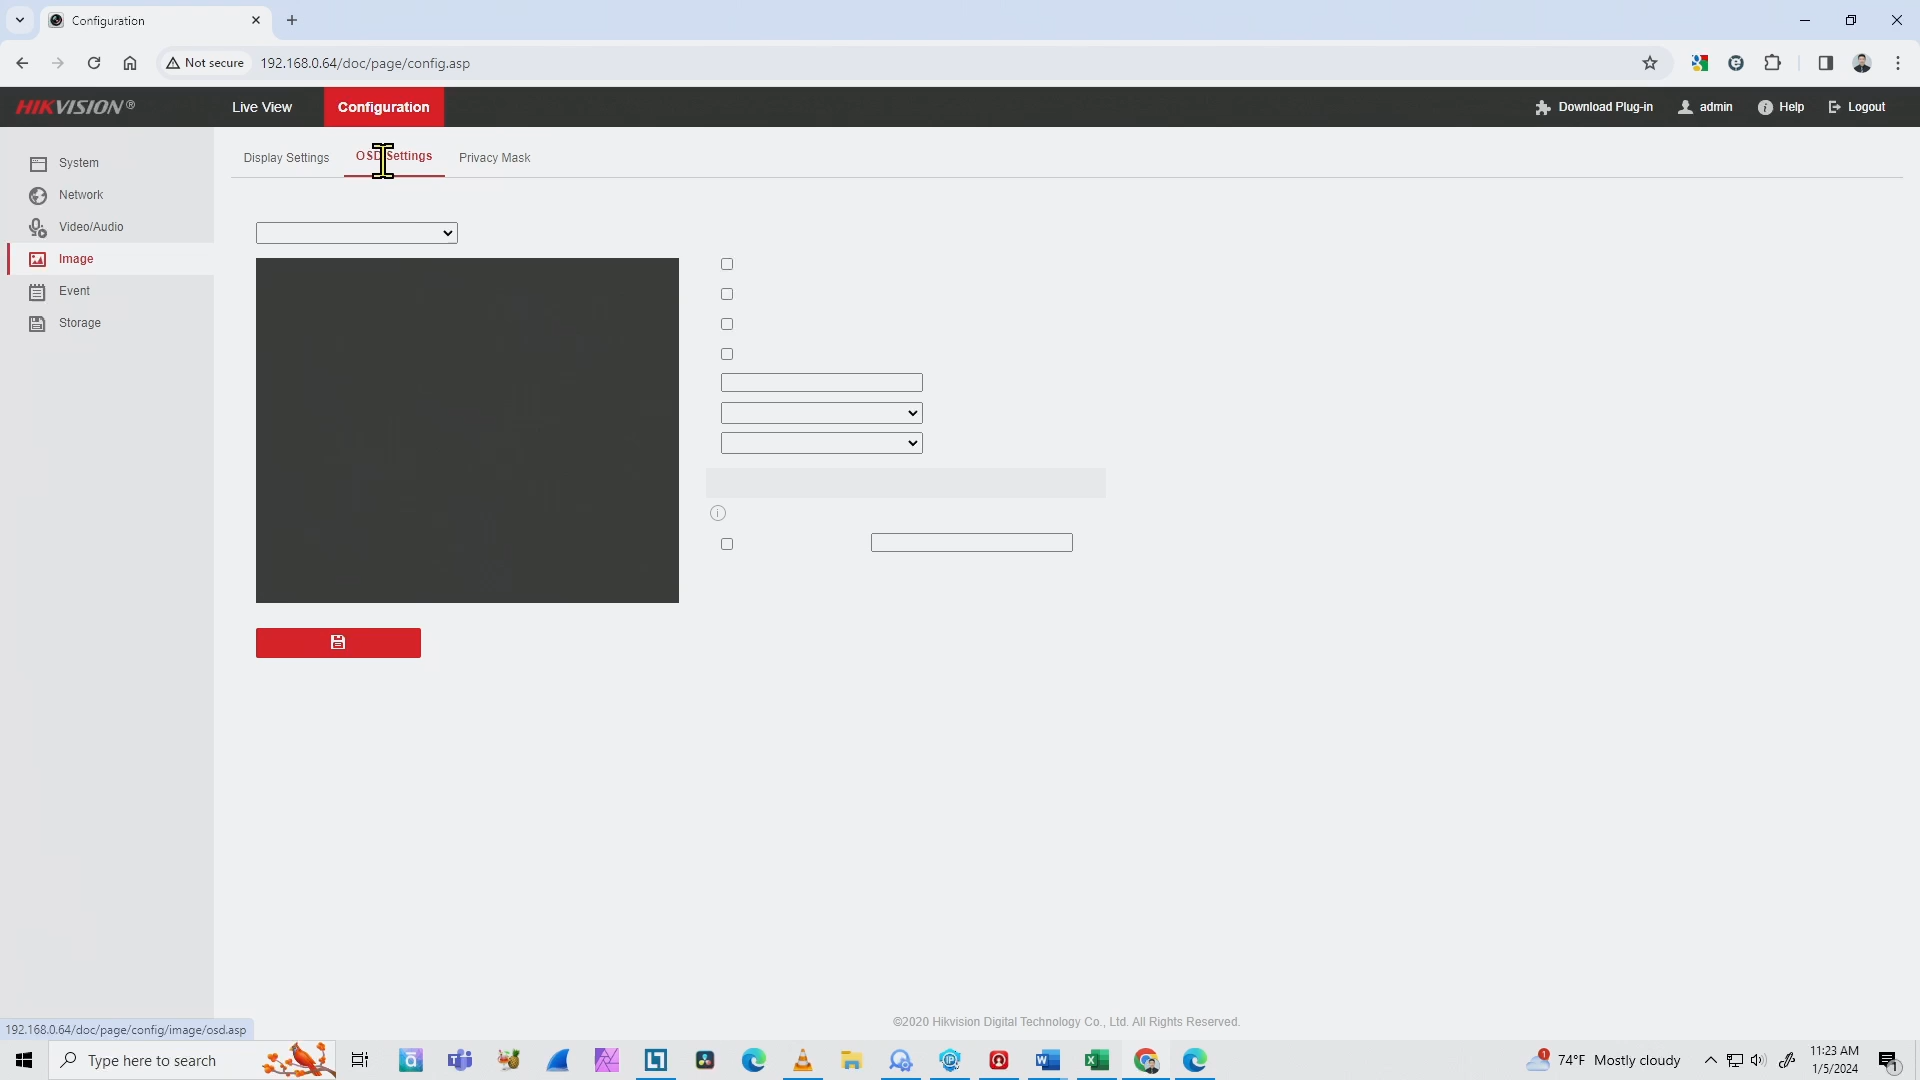 Configuration
Not secure
192.168.0.64/doc/page/config.asp
HIKVISION®
Live View
Configuration
Download Plug-in
admin
Help
Logout
System
Network
Video/Audio
Image
Event
Storage
Display Settings
OSD Settings
Privacy Mask
©2020 Hikvision Digital Technology Co., Ltd. All Rights Reserved.
192.168.0.64/doc/page/config/image/osd.asp
Type here to search
74°F Mostly cloudy
11:23 AM
1/5/2024